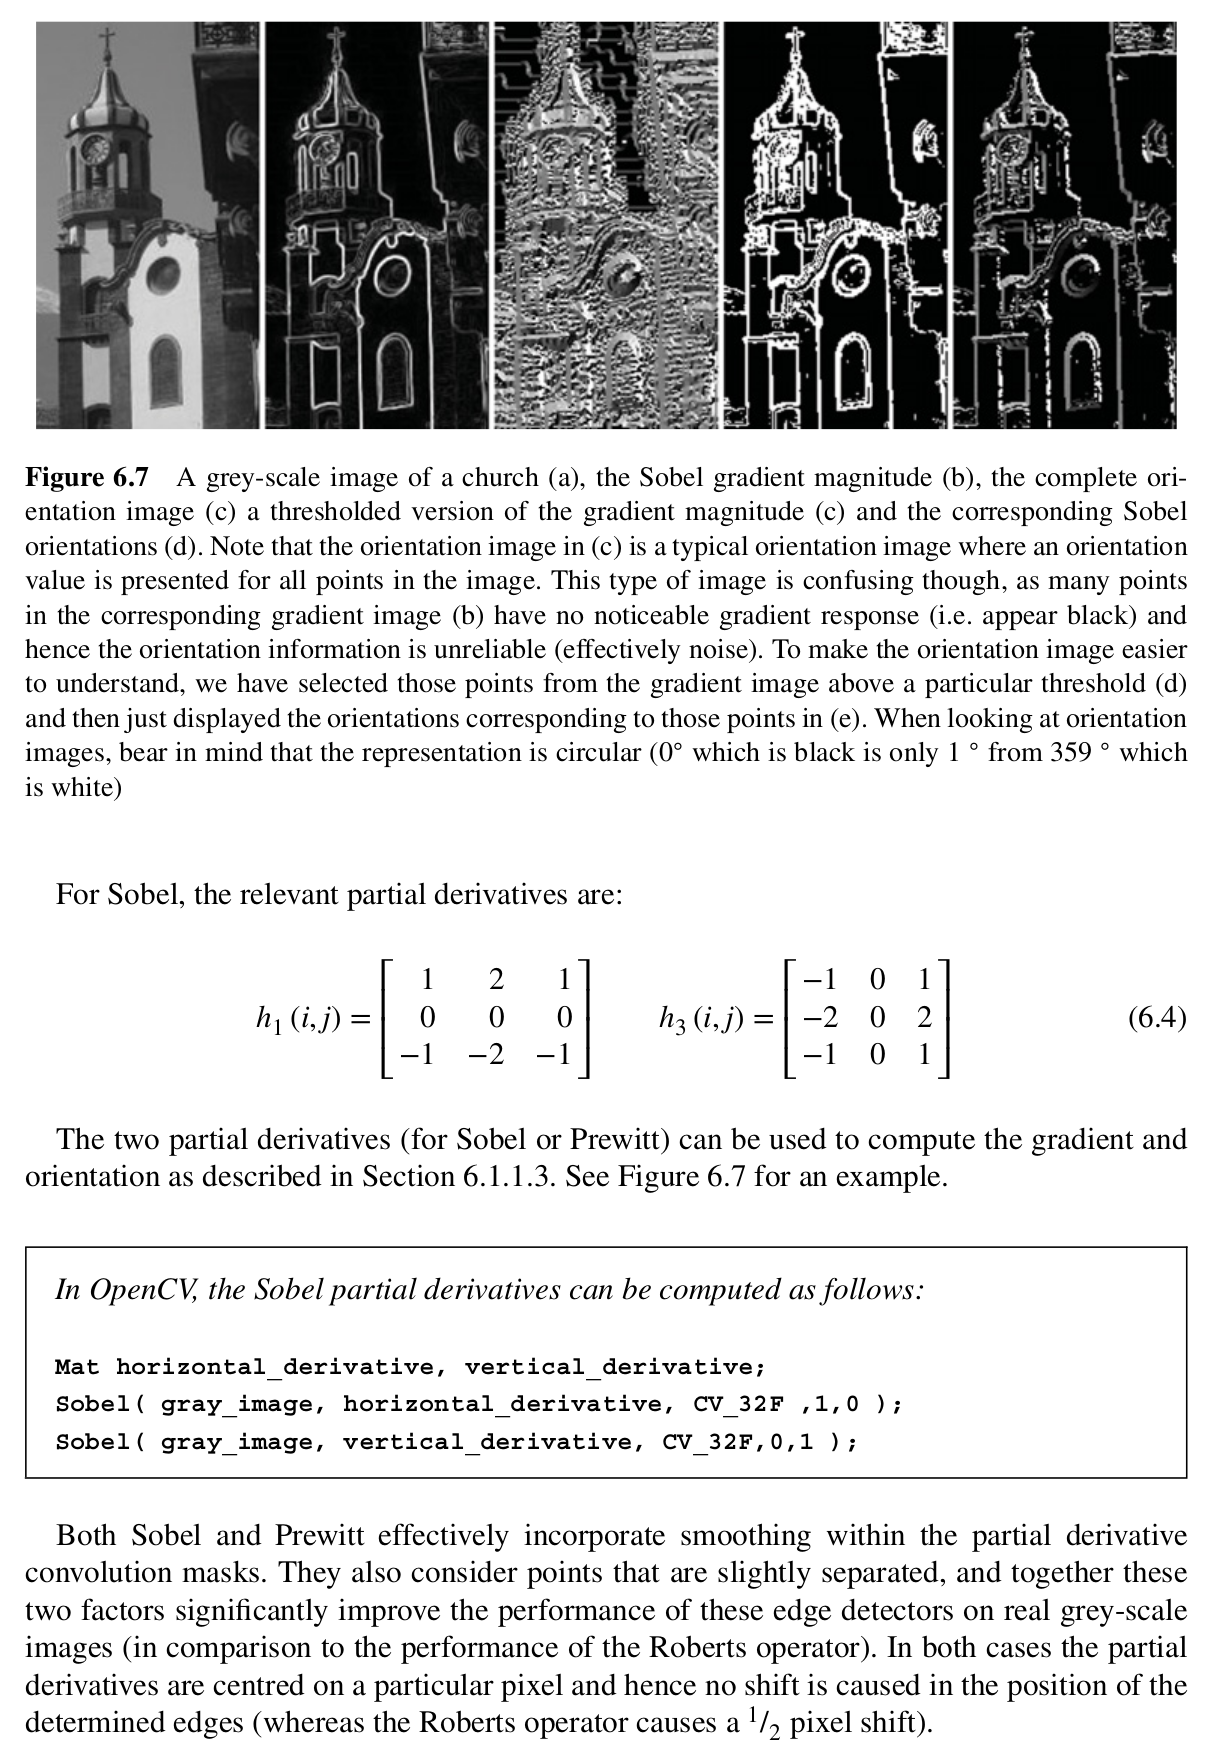 Figure 6.7 A grey-scale image of a church (a), the Sobel gradient magnitude (b), the complete ori-
entation image (c) a thresholded version of the gradient magnitude (c) and the corresponding Sobel
orientations (d). Note that the orientation image in (c) is a typical orientation image where an orientation
value is presented for all points in the image. This type of image is confusing though, as many points
in the corresponding gradient image (b) have no noticeable gradient response (i.e. appear black) and
hence the orientation information is unreliable (effectively noise). To make the orientation image easier
to understand, we have selected those points from the gradient image above a particular threshold (d)
and then just displayed the orientations corresponding to those points in (e). When looking at orientation
images, bear in mind that the representation is circular (0° which is black is only 1 ° from 359 ° which
is white)
For Sobel, the relevant partial derivatives are:
h₁ (i,j) = [ 1 2 1 ; 0 0 0 ; −1 −2 −1 ] h₃ (i,j) = [ −1 0 1 ; −2 0 2 ; −1 0 1 ] (6.4)
The two partial derivatives (for Sobel or Prewitt) can be used to compute the gradient and
orientation as described in Section 6.1.1.3. See Figure 6.7 for an example.
In OpenCV, the Sobel partial derivatives can be computed as follows:
Mat horizontal_derivative, vertical_derivative;
Sobel( gray_image, horizontal_derivative, CV_32F ,1,0 );
Sobel( gray_image, vertical_derivative, CV_32F,0,1 );
Both Sobel and Prewitt effectively incorporate smoothing within the partial derivative
convolution masks. They also consider points that are slightly separated, and together these
two factors significantly improve the performance of these edge detectors on real grey-scale
images (in comparison to the performance of the Roberts operator). In both cases the partial
derivatives are centred on a particular pixel and hence no shift is caused in the position of the
determined edges (whereas the Roberts operator causes a 1/2 pixel shift).